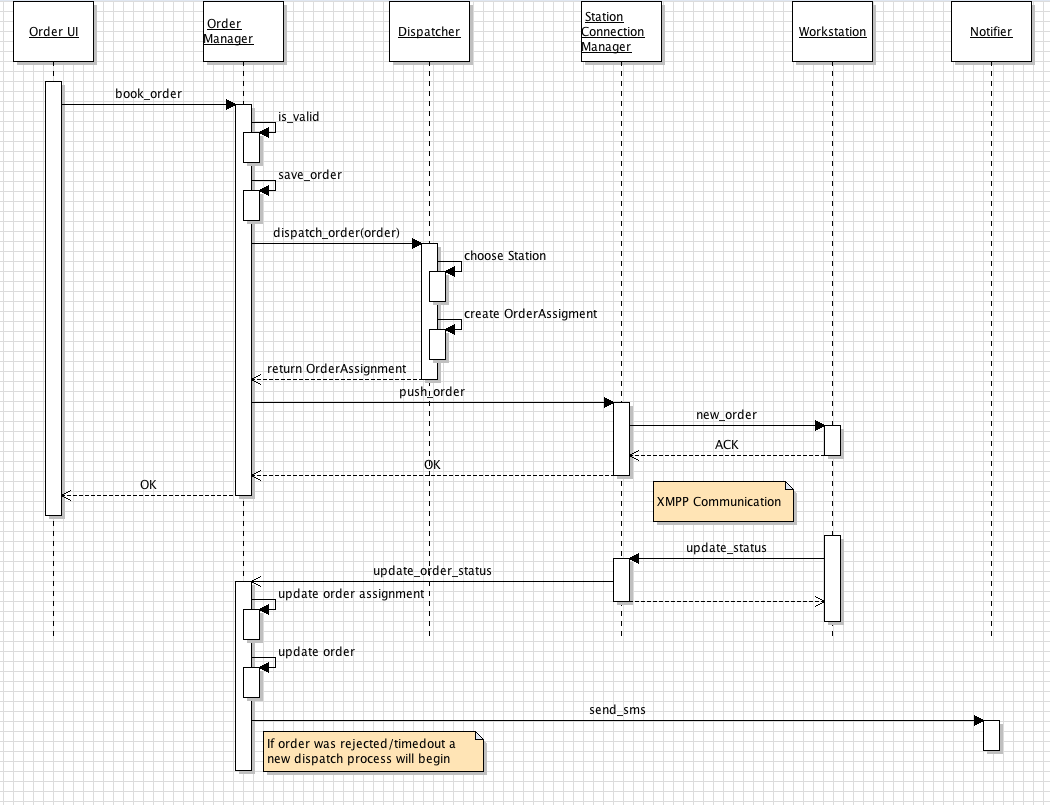 Order UI
Order
Manager
Dispatcher
Station
Connection
Manager
Workstation
Notifier
book_order
is_valid
save_order
dispatch_order(order)
choose Station
create OrderAssigment
return OrderAssignment
push_order
new_order
ACK
OK
OK
XMPP Communication
update_status
update_order_status
update order assignment
update order
send_sms
If order was rejected/timedout a
new dispatch process will begin